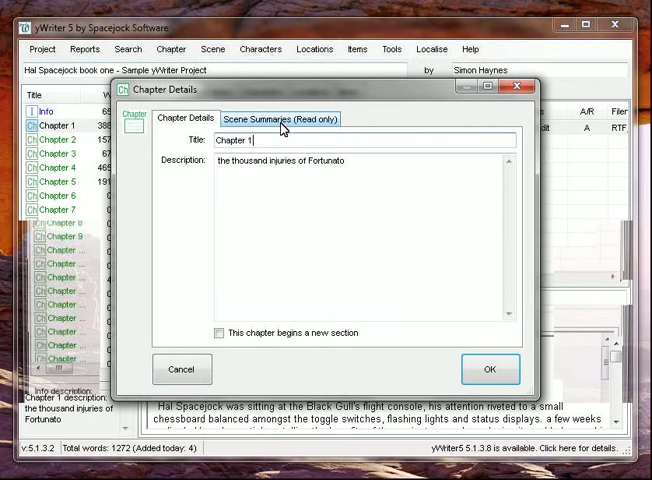 yWriter 5 by Spacejock Software
Project Reports Search Chapter Scene Characters Locations Items Tools Localise Help
Hal Spacejock book one - Sample yWriter Project by Simon Haynes
Chapter Details
Title
Chapter
Chapter Details Scene Summaries (Read only)
A/R
Info
Title: Chapter 1
Chapter 1
A
Chapter 2
Description: the thousand injuries of Fortunato
Chapter 3
Chapter 4
Chapter 5
Chapter 6
Chapter 7
Chapter 8
Chapter 9
Chapter ...
Chapter ...
Chapter ...
Chapter ...
Chapter ...
Chapter ...
Chapter ...
Chapter ...
Chapter ...
This chapter begins a new section
Cancel OK
Info description:
Chapter 1 description:
the thousand injuries of
Fortunato
Hal Spacejock was sitting at the Black Gull's flight console, his attention riveted to a small
chessboard balanced amongst the toggle switches, flashing lights and status displays. a few weeks
v:5.1.3.2 Total words: 1272 (Added today: 4) yWriter5 5.1.3.8 is available. Click here for details.